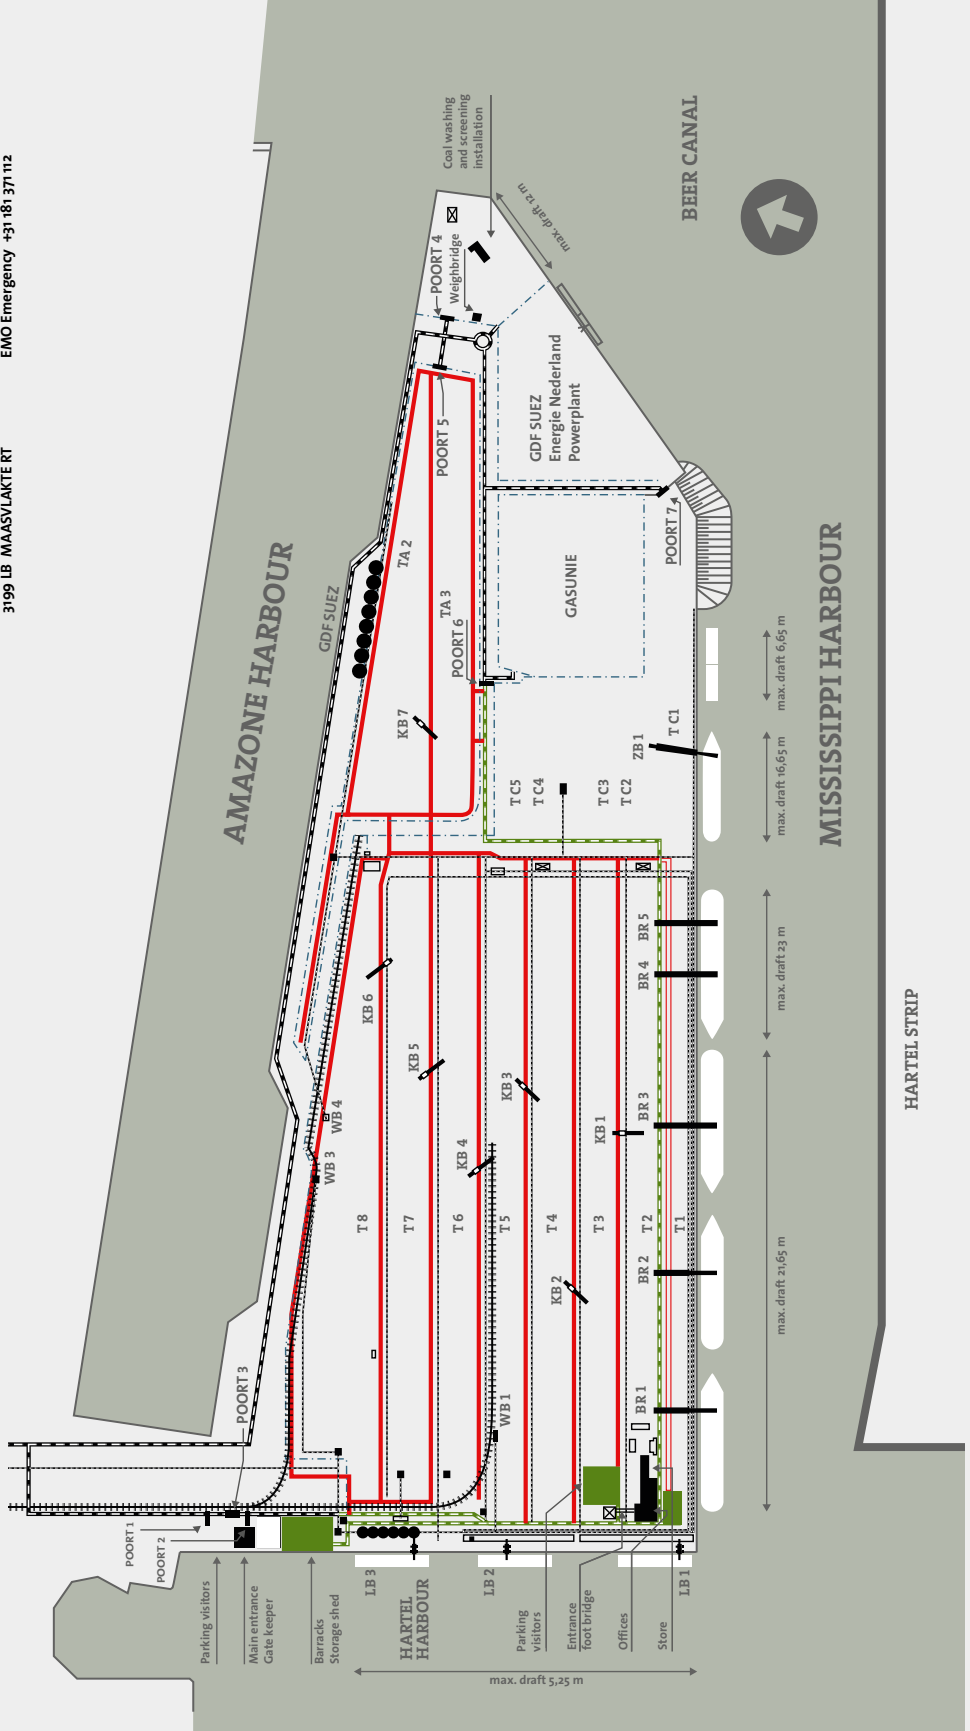 EMO Emergency +31 181 371 112
3199 LB MAASVLAKTE RT
Coal washing
and screening
installation
BEER CANAL
max. draft 12 m
POORT 4
Weighbridge
GDF SUEZ
Energie Nederland
Powerplant
POORT 5
POORT 7
AMAZONE HARBOUR
GDF SUEZ
TA 2
TA 3
POORT 6
GASUNIE
MISSISSIPPI HARBOUR
max. draft 6,65 m
KB 7
ZB 1
T C1
T C5
T C4
T C3
T C2
max. draft 16,65 m
BR 5
BR 4
max. draft 23 m
KB 6
KB 5
KB 3
KB 1
BR 3
HARTEL STRIP
WB 4
WB 3
KB 4
T 8
T 7
T 6
T 5
T 4
T 3
T 2
T 1
KB 2
BR 2
max. draft 21,65 m
POORT 3
WB 1
BR 1
POORT 1
POORT 2
Parking visitors
Main entrance
Gate keeper
Barracks
Storage shed
LB 3
HARTEL
HARBOUR
LB 2
LB 1
Parking
visitors
Entrance
foot bridge
Offices
Store
max. draft 5,25 m